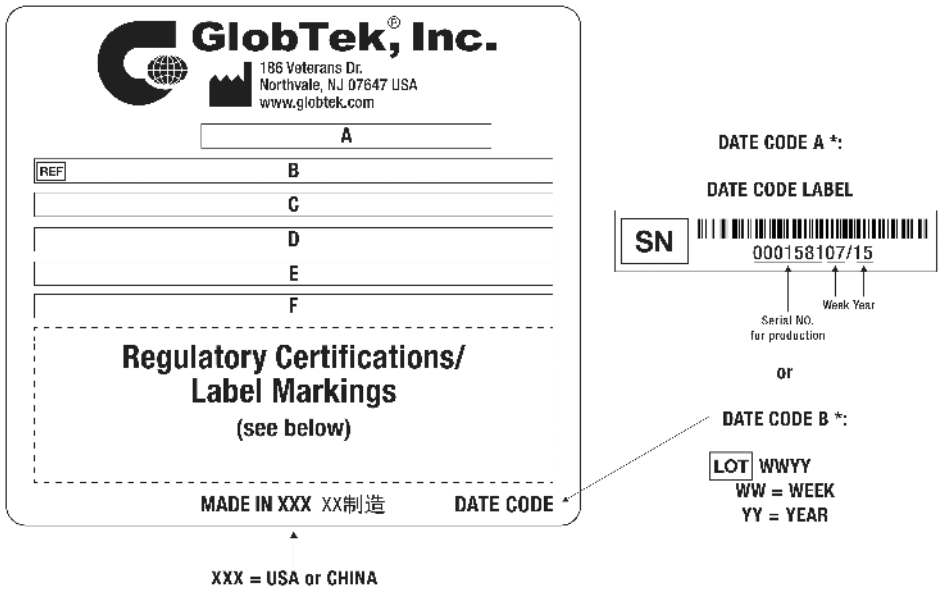 GlobTek,® Inc.
186 Veterans Dr.
Northvale, NJ 07647 USA
www.globtek.com
A
REF B
C
D
E
F
Regulatory Certifications/
Label Markings
(see below)
MADE IN XXX XX制造 DATE CODE
XXX = USA or CHINA
DATE CODE A *:
DATE CODE LABEL
SN
000158107/15
Week Year
Serial NO.
for production
or
DATE CODE B *:
LOT WWYY
WW = WEEK
YY = YEAR